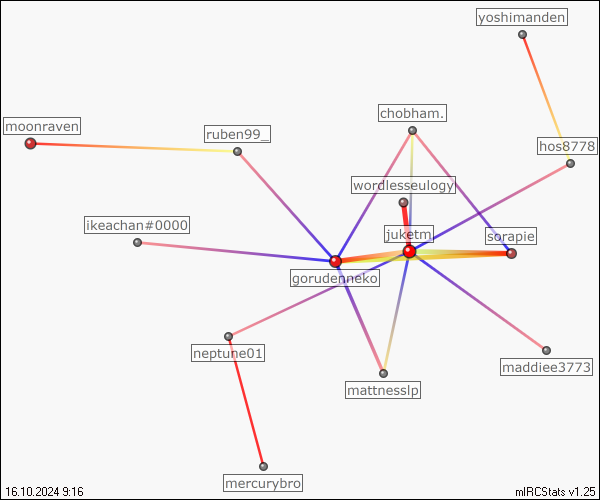 yoshimanden
chobham.
moonraven
ruben99_
hos8778
wordlesseulogy
ikeachan#0000
juketm
sorapie
gorudenneko
neptune01
maddiee3773
mattnesslp
mercurybro
16.10.2024 9:16
mIRCStats v1.25